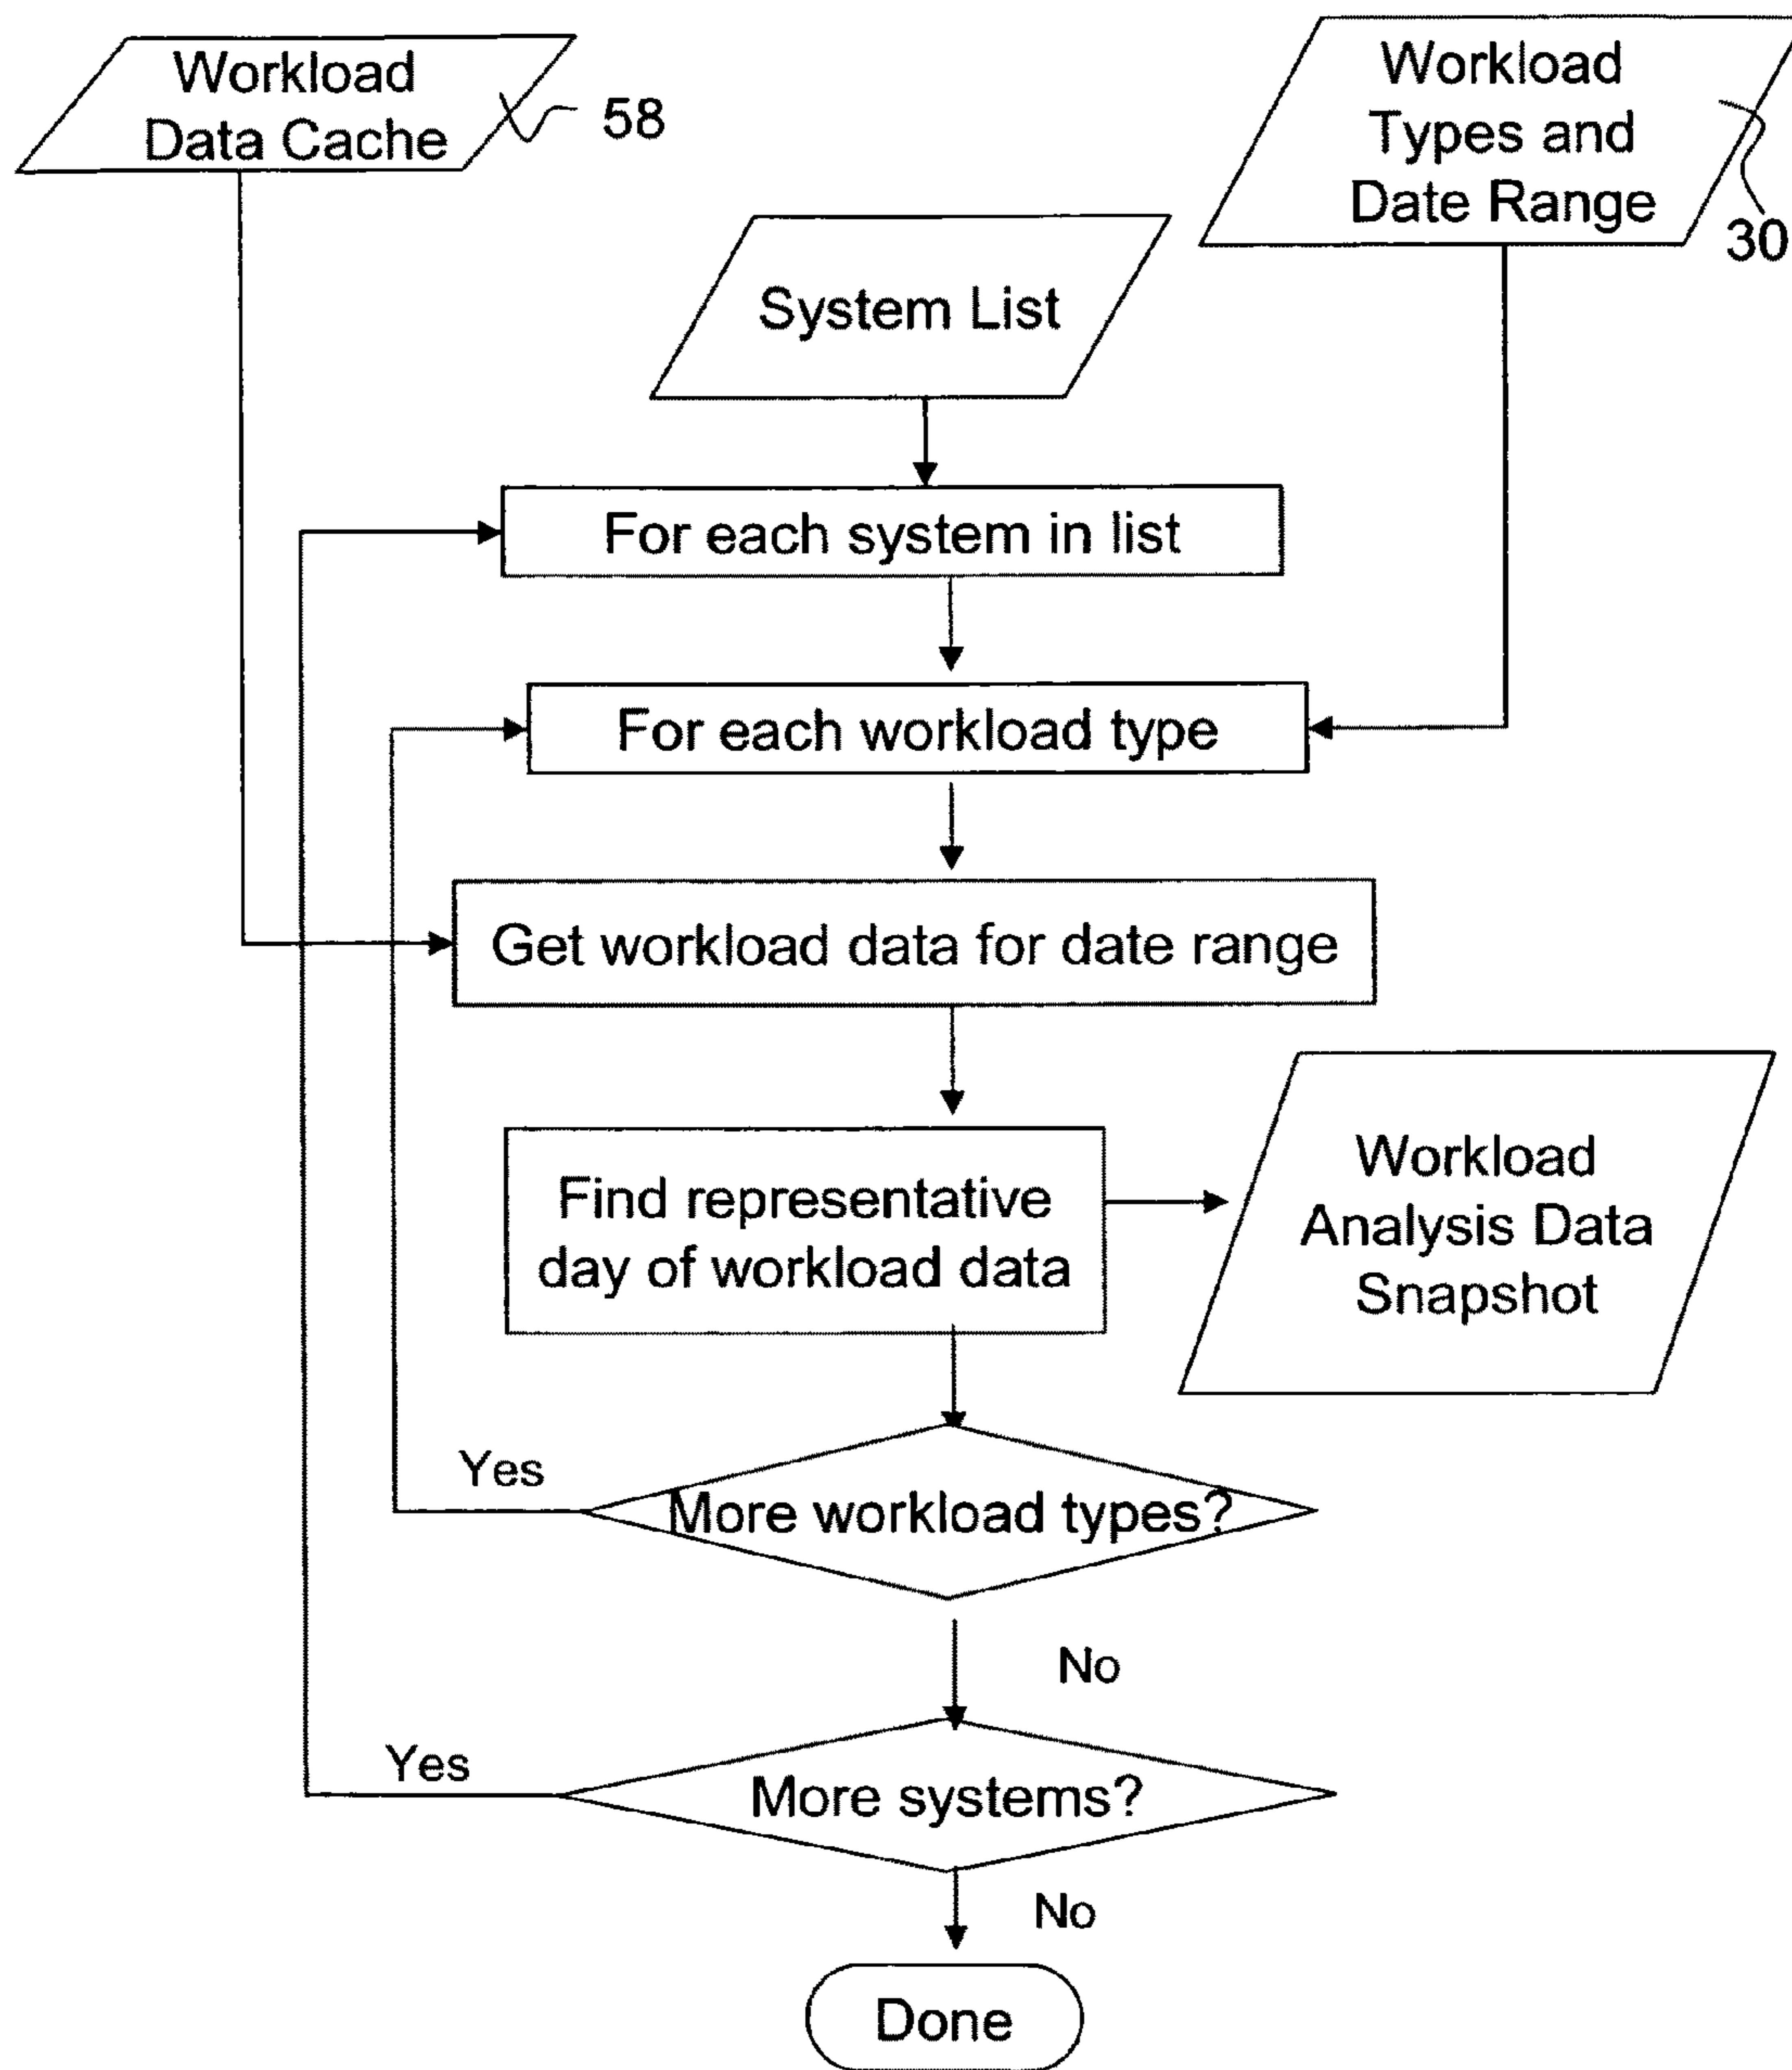 Workload
Data Cache
58
Workload
Types and
Date Range
30
System List
For each system in list
For each workload type
Get workload data for date range
Find representative
day of workload data
Workload
Analysis Data
Snapshot
Yes
More workload types?
No
Yes
More systems?
No
Done